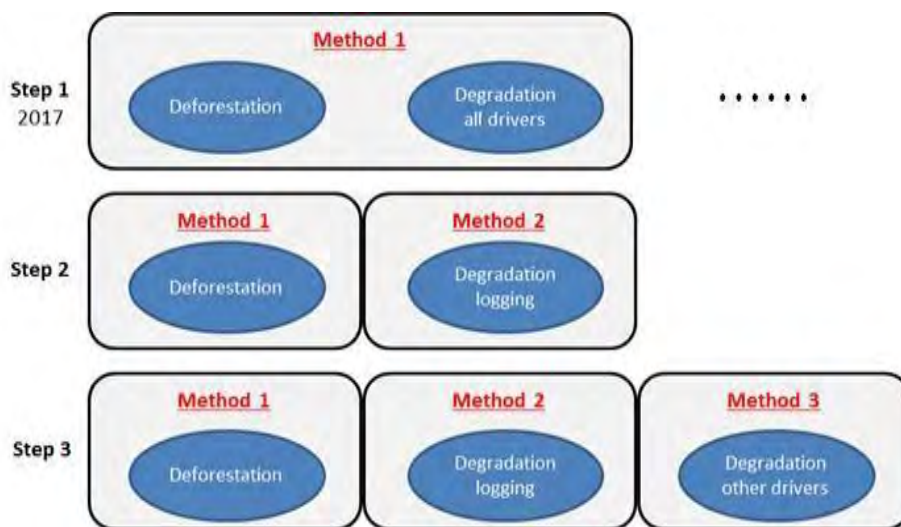 Method 1
Step 1
2017
Deforestation
Degradation
all drivers
......
Step 2
Method 1
Method 2
Deforestation
Degradation
logging
Step 3
Method 1
Method 2
Method 3
Deforestation
Degradation
logging
Degradation
other drivers